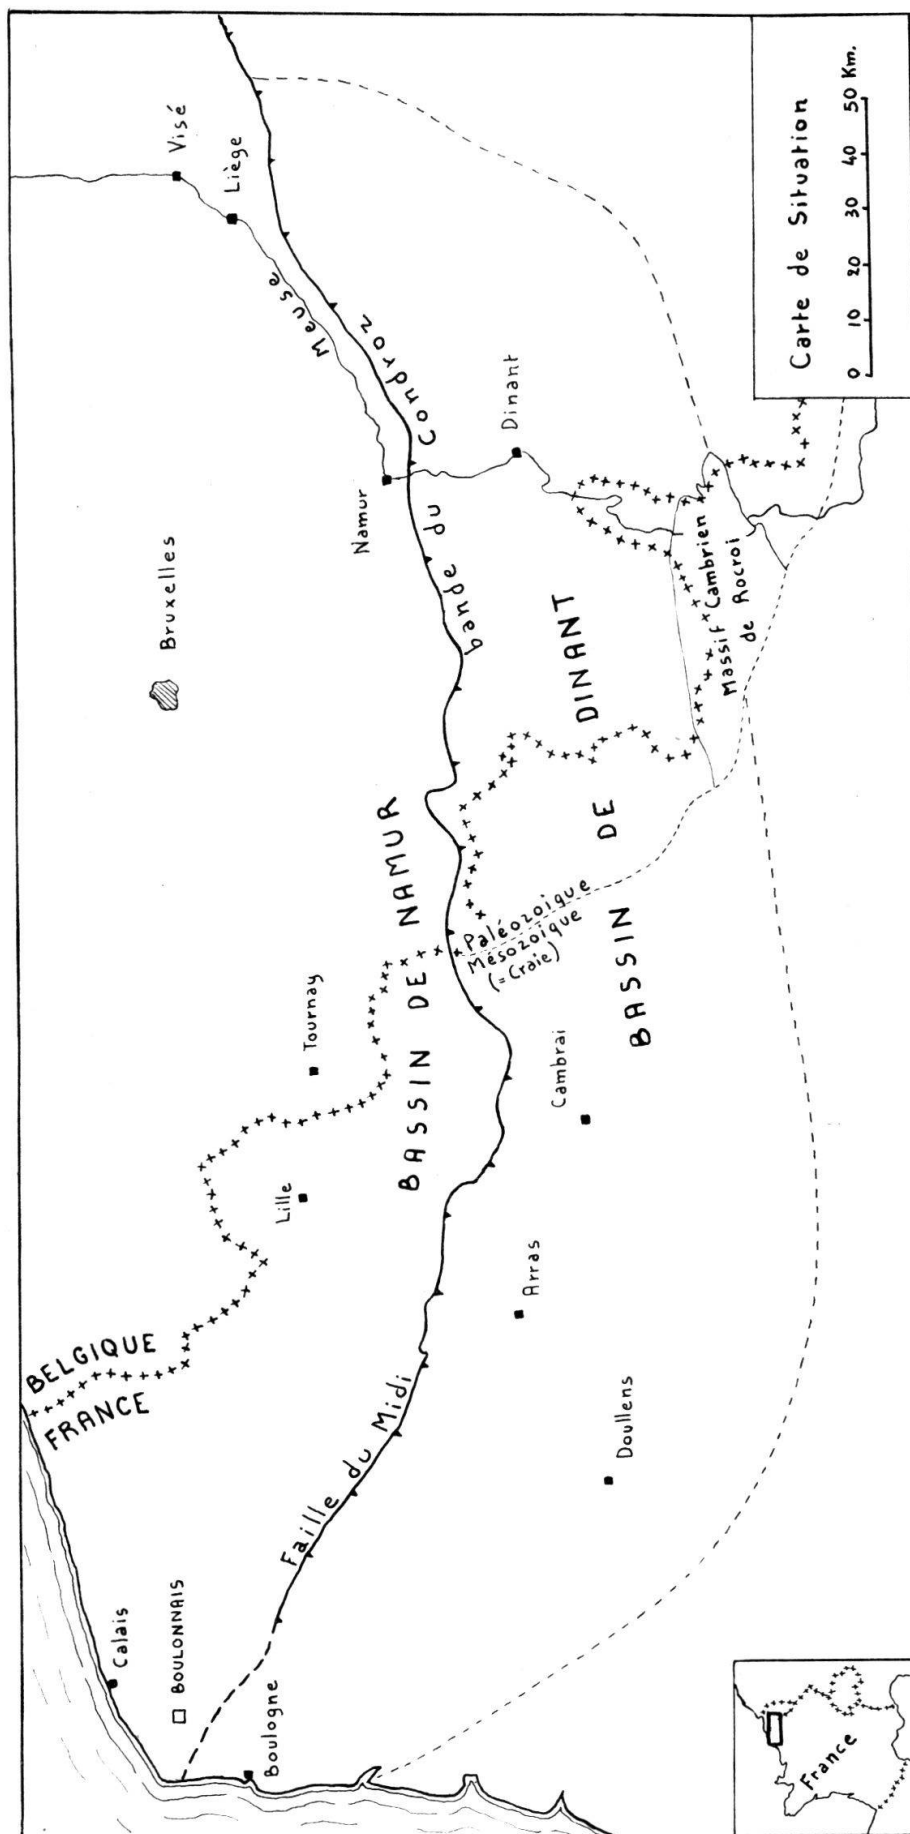 Visé
Liège
Meuse
bande du Condroz
Namur
Dinant
Bruxelles
Carte de Situation
0 10 20 30 40 50 Km.
Massif Cambrien
de Rocroi
BASSIN DE NAMUR
BASSIN DE DINANT
Paléozoïque
Mésozoïque
(= Craie)
Tournay
Lille
Cambrai
Arras
Doullens
BELGIQUE
FRANCE
Faille du Midi
Calais
BOULONNAIS
Boulogne
France